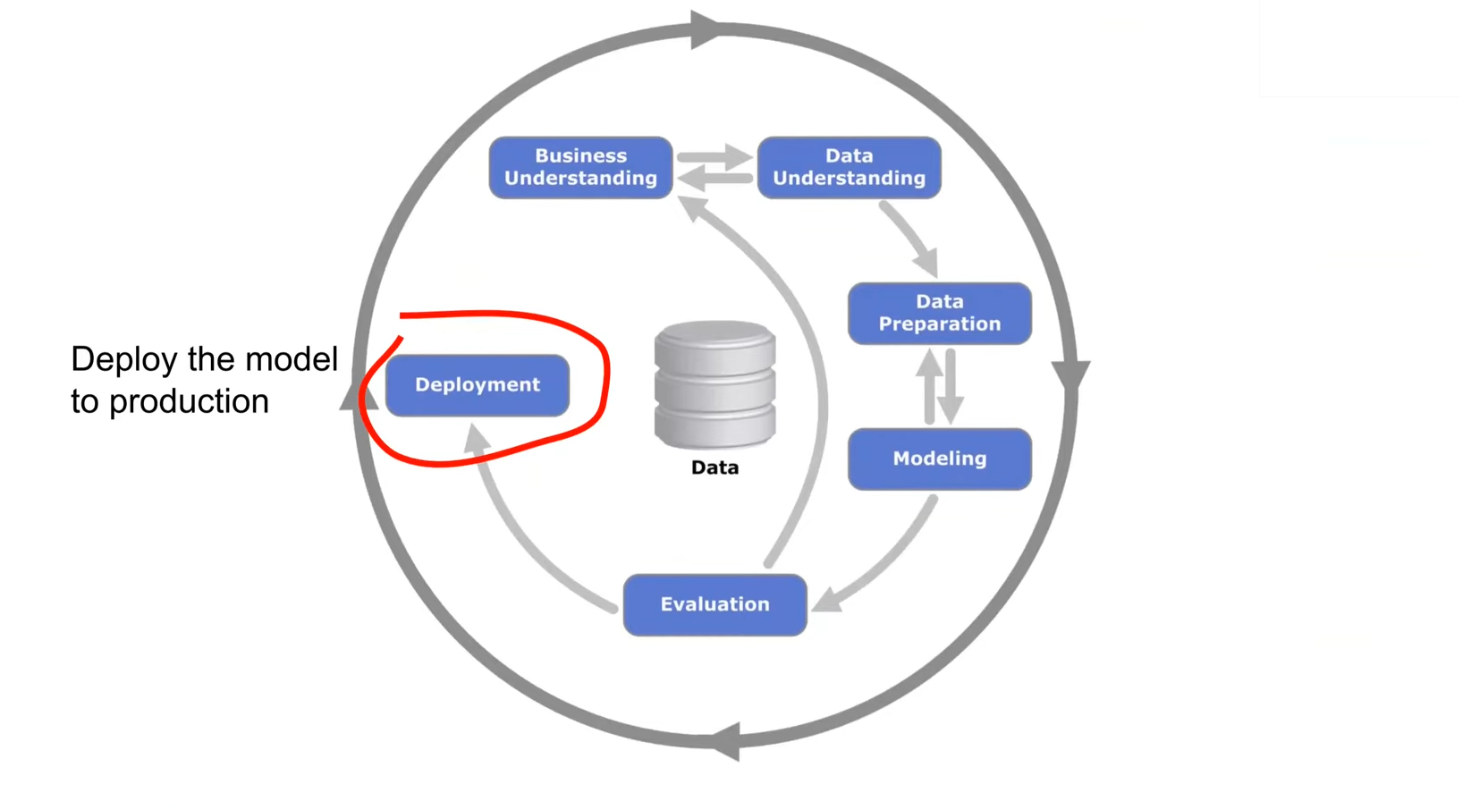 Business
Understanding
Data
Understanding
Data
Preparation
Deploy the model
to production
Deployment
Data
Modeling
Evaluation